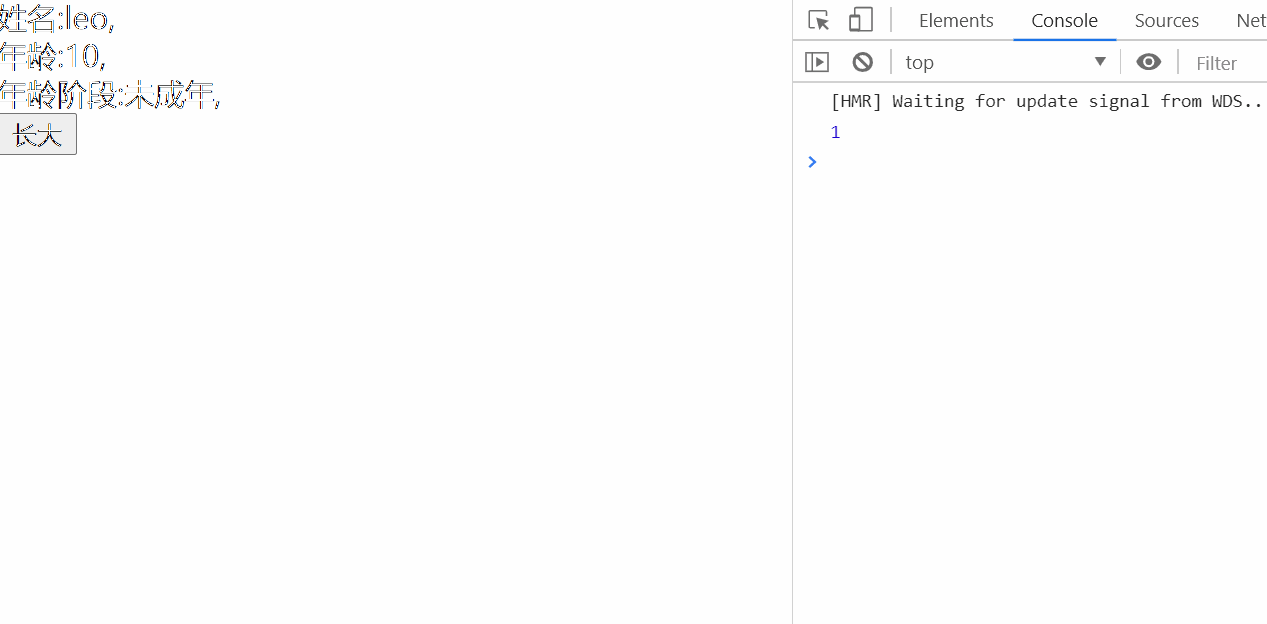 姓名:leo,
年龄:10,
年龄阶段:未成年,
长大
Elements Console Sources Net
top Filter
[HMR] Waiting for update signal from WDS..
1